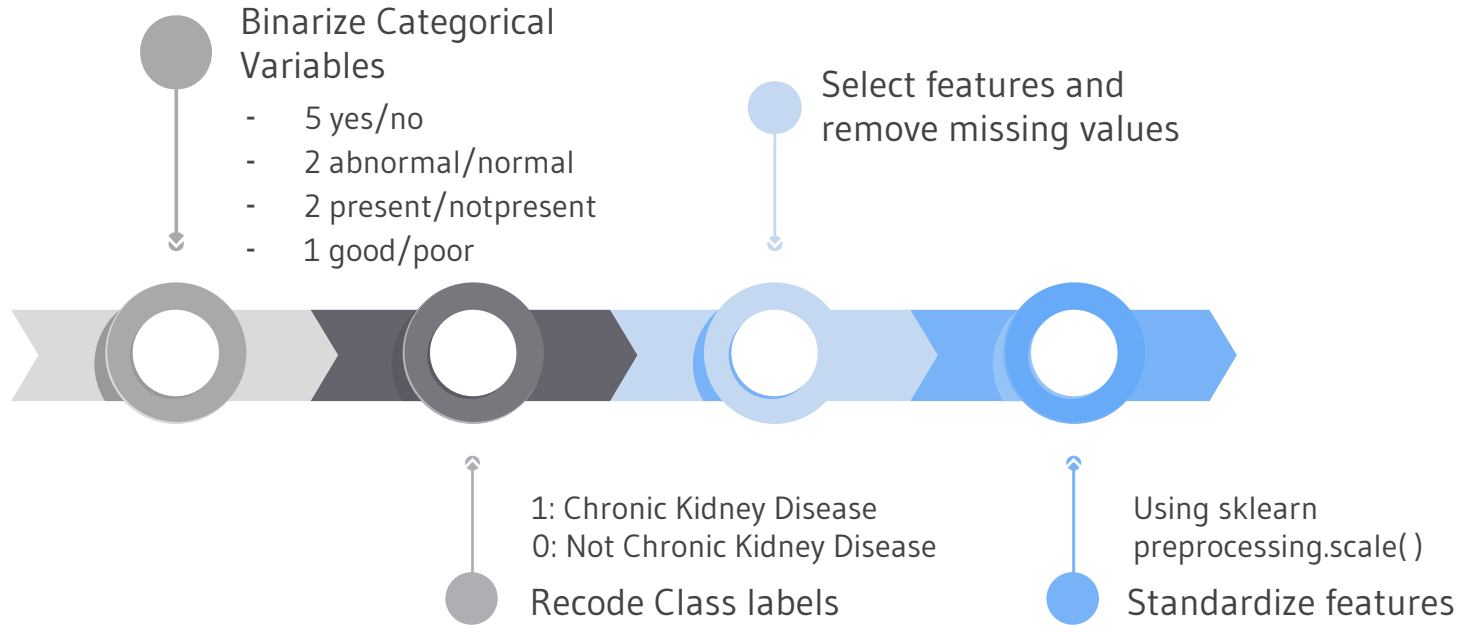 Binarize Categorical
Variables
- 5 yes/no
- 2 abnormal/normal
- 2 present/notpresent
- 1 good/poor
Select features and
remove missing values
1: Chronic Kidney Disease
0: Not Chronic Kidney Disease
Recode Class labels
Using sklearn
preprocessing.scale( )
Standardize features